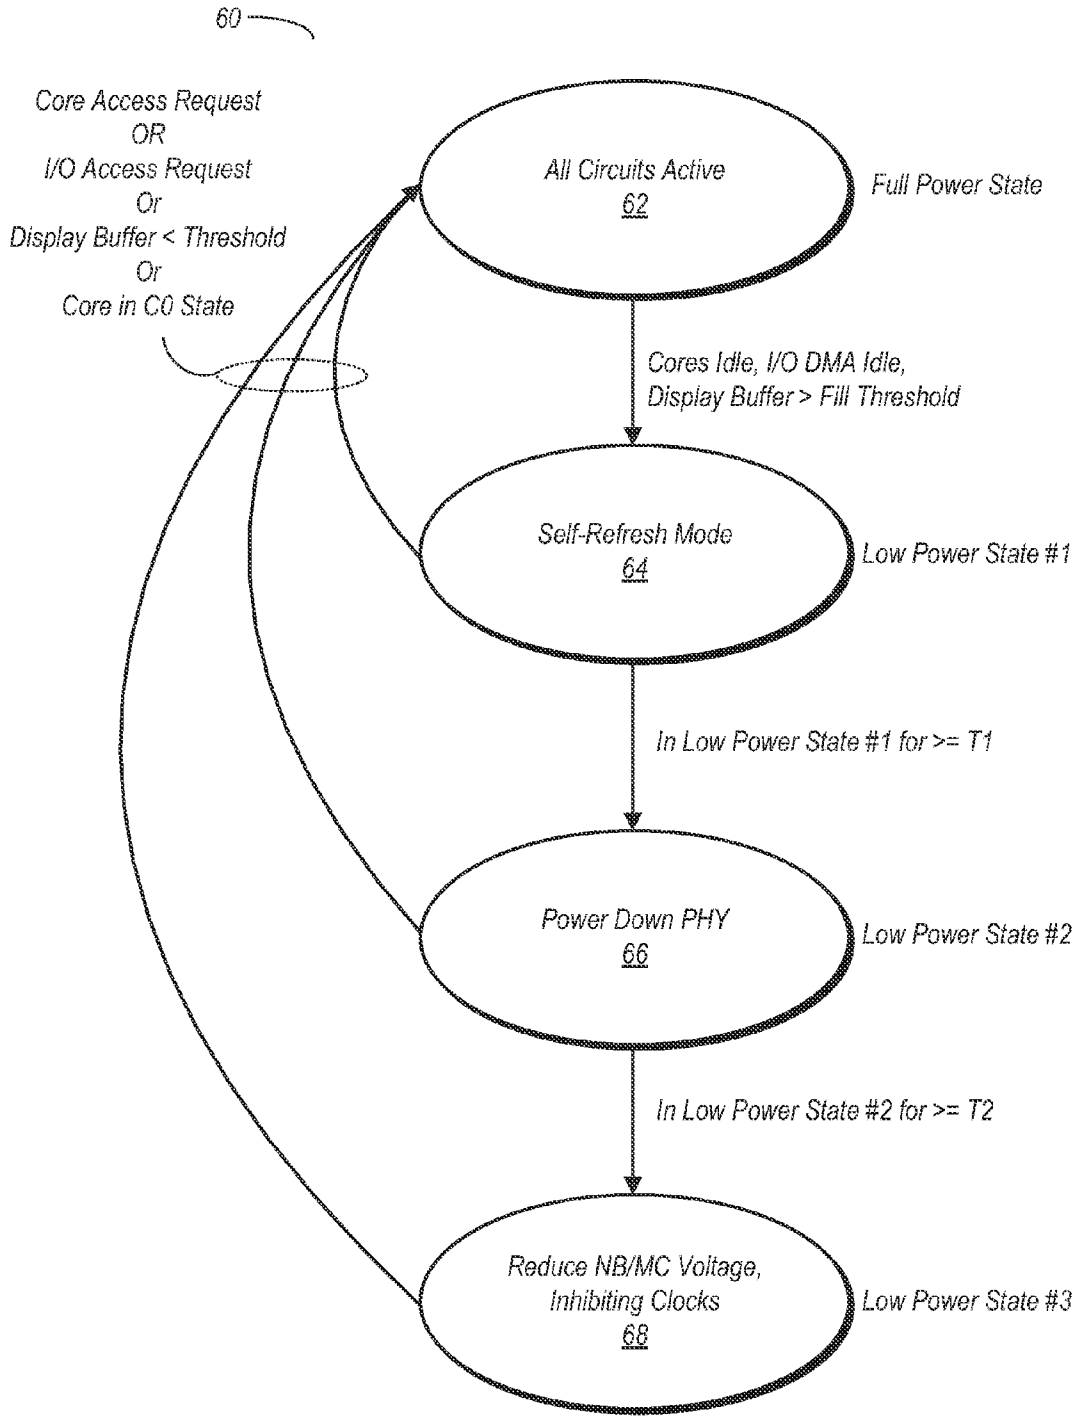 60
Core Access Request
OR
I/O Access Request
Or
Display Buffer < Threshold
Or
Core in C0 State
All Circuits Active
62
Full Power State
Cores Idle, I/O DMA Idle,
Display Buffer > Fill Threshold
Self-Refresh Mode
64
Low Power State #1
In Low Power State #1 for >= T1
Power Down PHY
66
Low Power State #2
In Low Power State #2 for >= T2
Reduce NB/MC Voltage,
Inhibiting Clocks
68
Low Power State #3